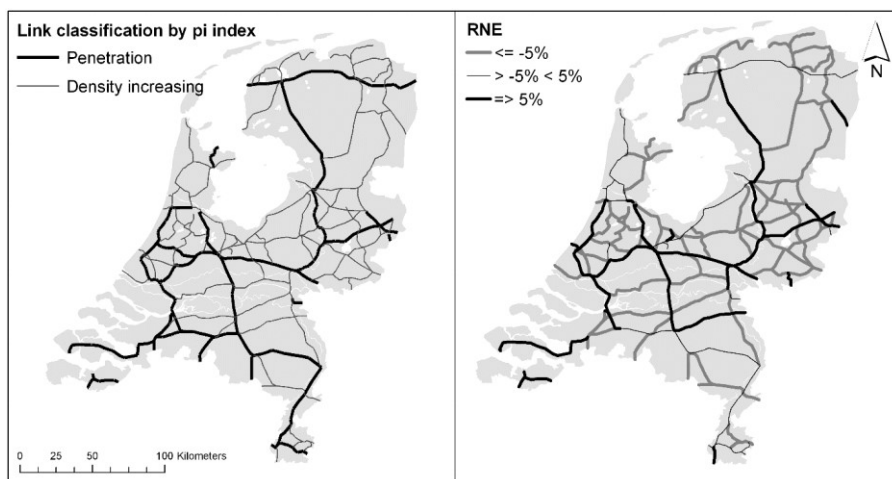 Link classification by pi index
Penetration
Density increasing
0 25 50 100 Kilometers
RNE
<= -5%
> -5% < 5%
=> 5%
N